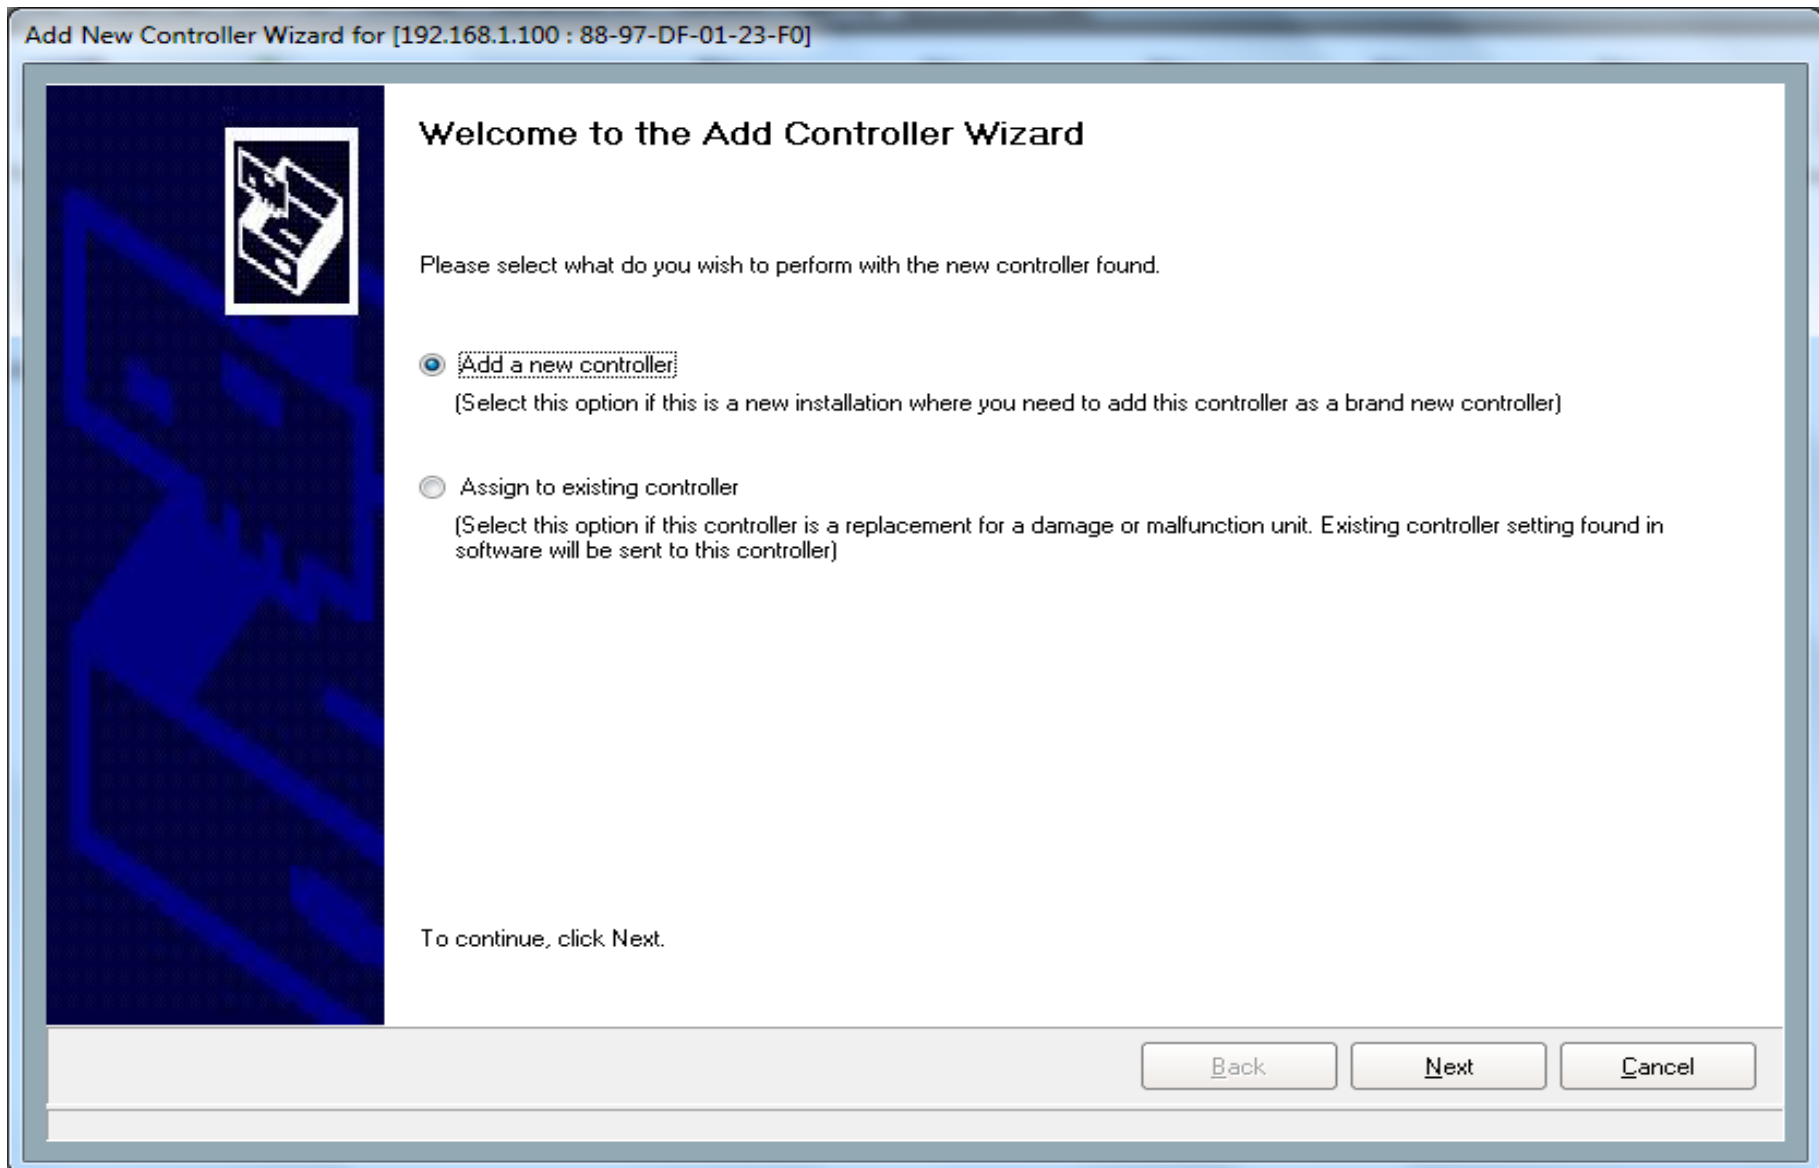 Add New Controller Wizard for [192.168.1.100 : 88-97-DF-01-23-F0]
Welcome to the Add Controller Wizard
Please select what do you wish to perform with the new controller found.
Add a new controller
(Select this option if this is a new installation where you need to add this controller as a brand new controller)
Assign to existing controller
(Select this option if this controller is a replacement for a damage or malfunction unit. Existing controller setting found in
software will be sent to this controller)
To continue, click Next.
Back
Next
Cancel